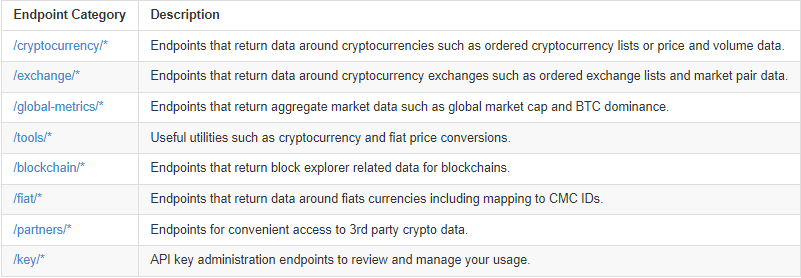 Endpoint Category Description
/cryptocurrency/* Endpoints that return data around cryptocurrencies such as ordered cryptocurrency lists or price and volume data.
/exchange/* Endpoints that return data around cryptocurrency exchanges such as ordered exchange lists and market pair data.
/global-metrics/* Endpoints that return aggregate market data such as global market cap and BTC dominance.
/tools/* Useful utilities such as cryptocurrency and fiat price conversions.
/blockchain/* Endpoints that return block explorer related data for blockchains.
/fiat/* Endpoints that return data around fiats currencies including mapping to CMC IDs.
/partners/* Endpoints for convenient access to 3rd party crypto data.
/key/* API key administration endpoints to review and manage your usage.